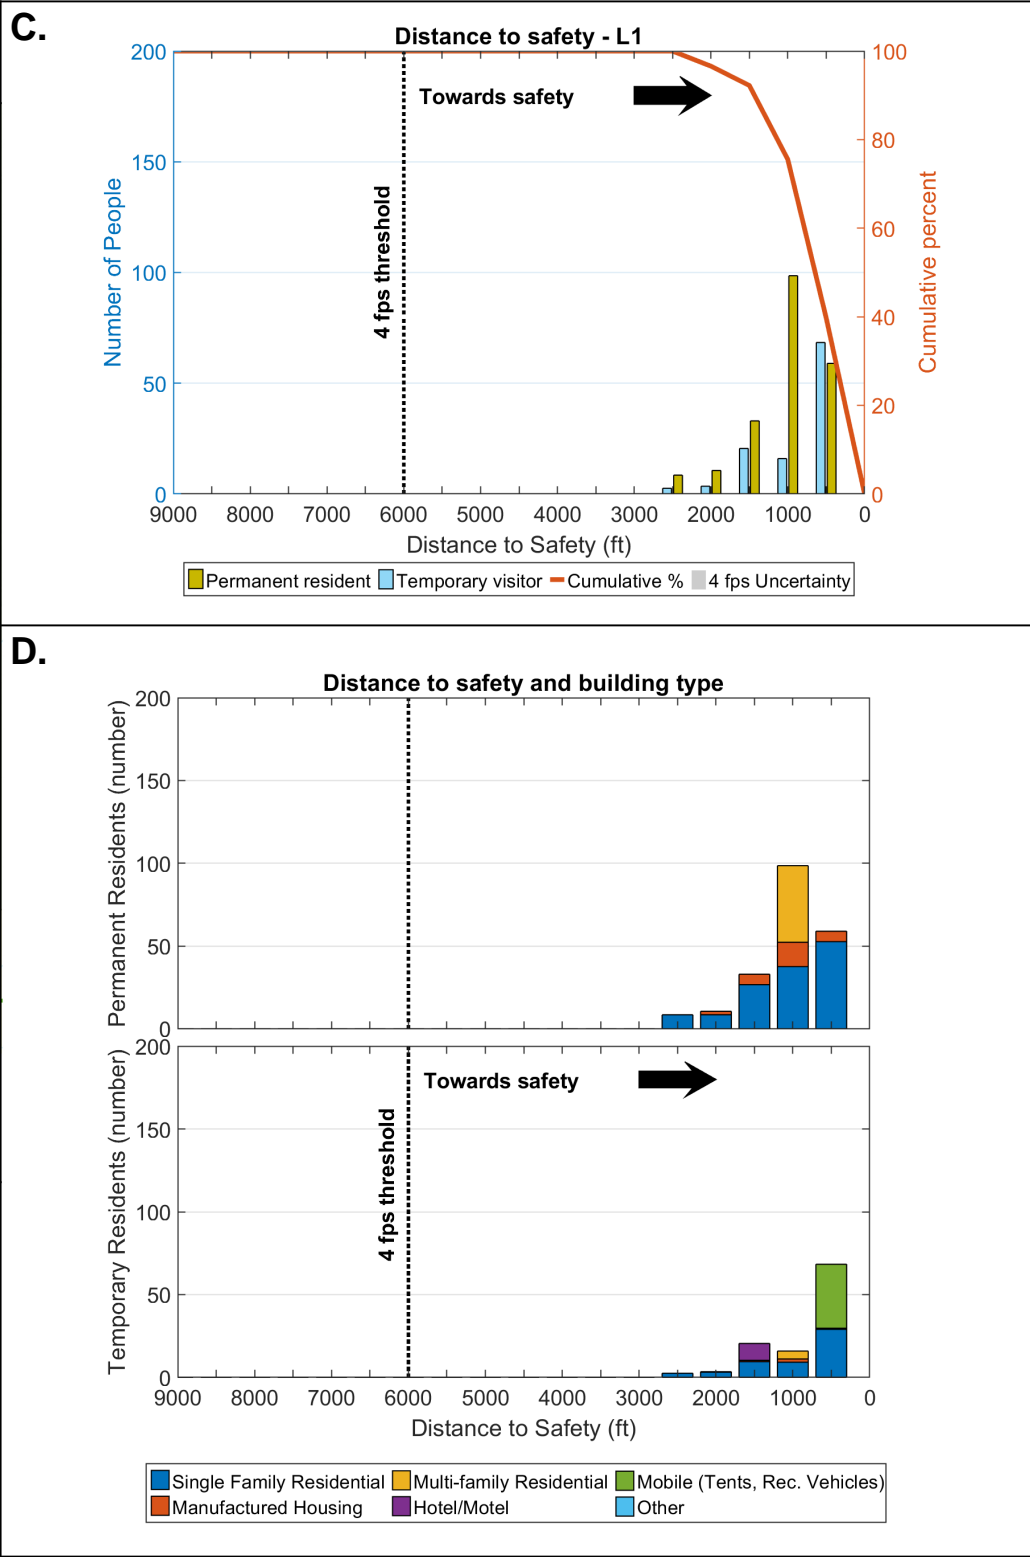 C.
Distance to safety - L1
200
150
100
50
0
Number of People
Towards safety
4 fps threshold
100
80
60
40
20
0
Cumulative percent
9000 8000 7000 6000 5000 4000 3000 2000 1000 0
Distance to Safety (ft)
Permanent resident Temporary visitor Cumulative % 4 fps Uncertainty
D.
Distance to safety and building type
200
150
100
50
0
Permanent Residents (number)
200
150
100
50
0
Temporary Residents (number)
Towards safety
4 fps threshold
9000 8000 7000 6000 5000 4000 3000 2000 1000 0
Distance to Safety (ft)
Single Family Residential Multi-family Residential Mobile (Tents, Rec. Vehicles)
Manufactured Housing Hotel/Motel Other